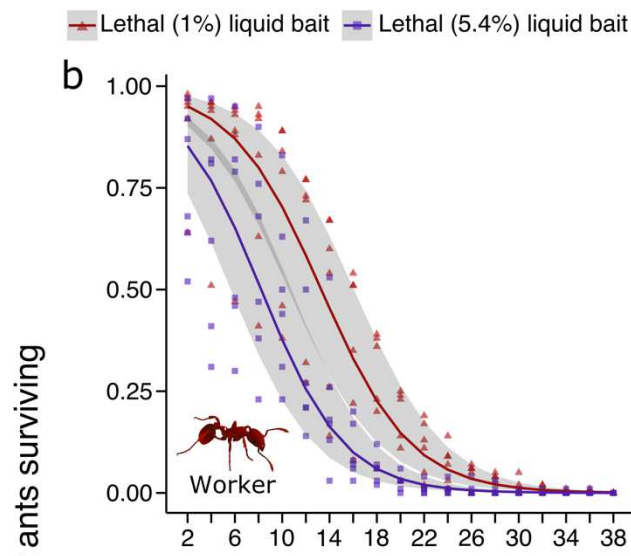 Lethal (1%) liquid bait Lethal (5.4%) liquid bait
b
1.00
0.75
0.50
0.25
0.00
ants surviving
Worker
2 6 10 14 18 22 26 30 34 38